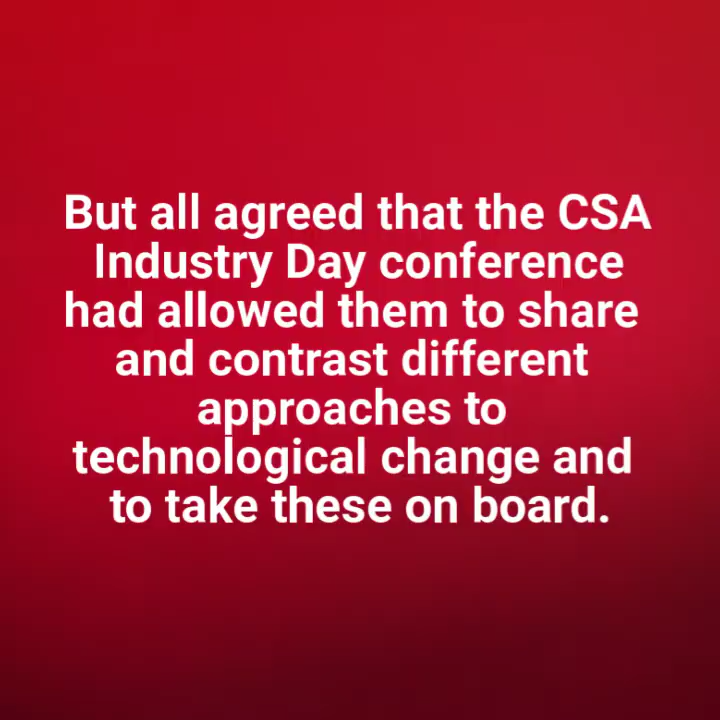 But all agreed that the CSA
Industry Day conference
had allowed them to share
and contrast different
approaches to
technological change and
to take these on board.